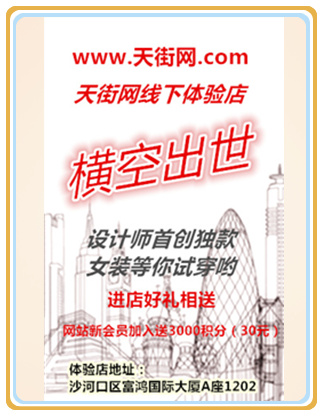 www.天街网.com
天街网线下体验店
横空出世
设计师首创独款
女装等你试穿哟
进店好礼相送
网站新会员加入送3000积分（30元）
体验店地址：
沙河口区富鸿国际大厦A座1202